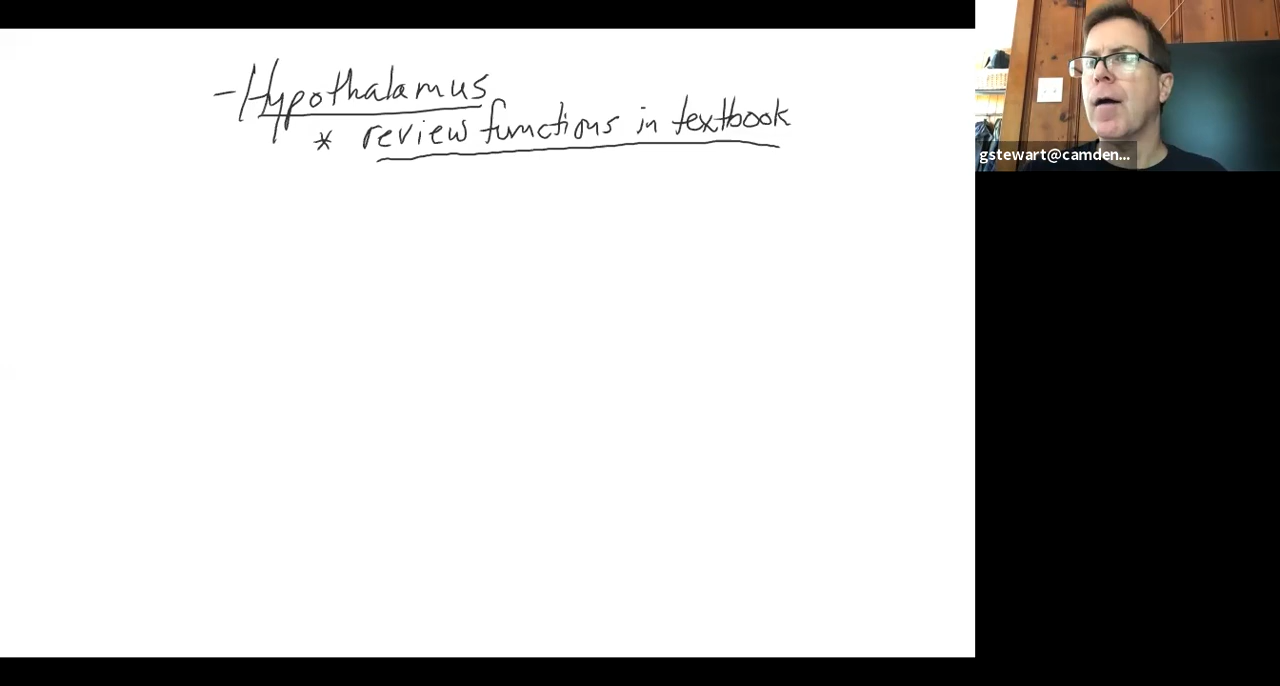 - Hypothalamus
* review functions in textbook
gstewart@camden...